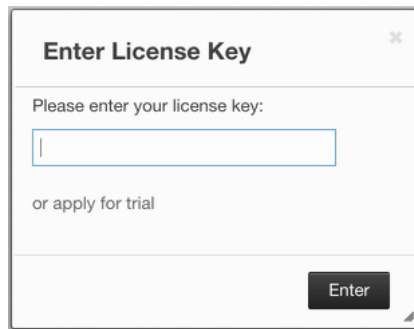 Enter License Key
Please enter your license key:
or apply for trial
Enter